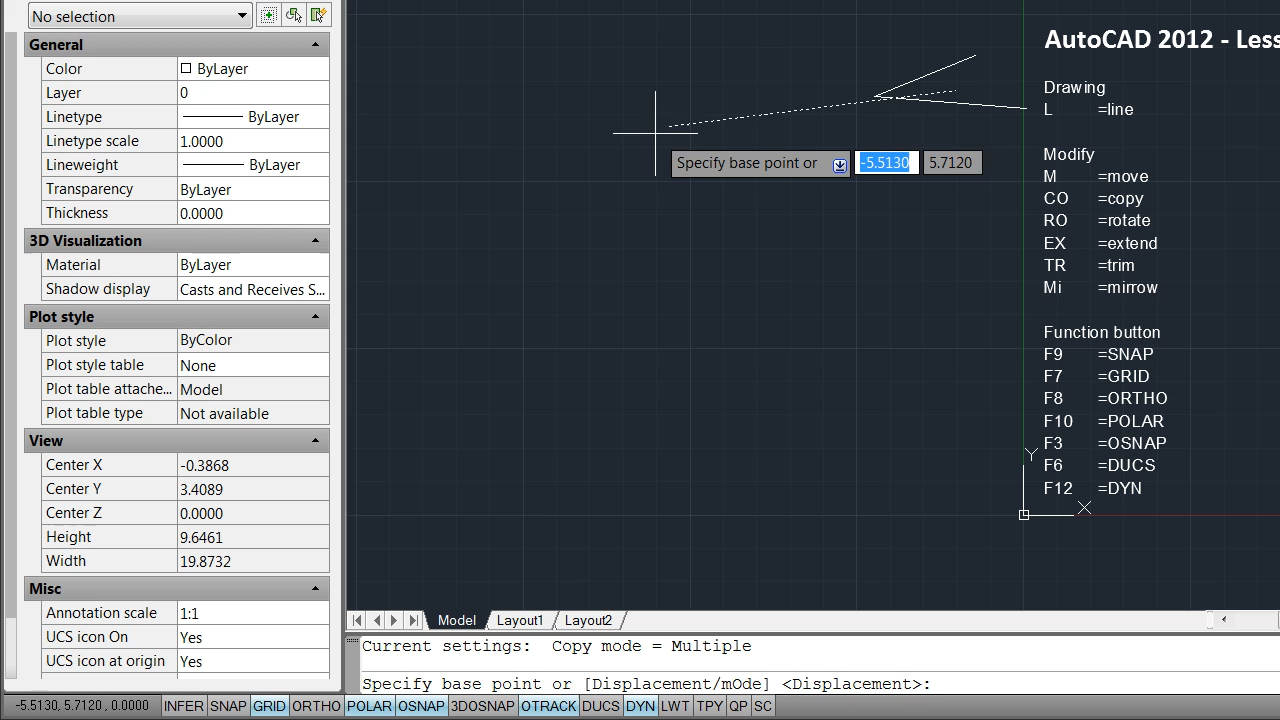 No selection
General
Color ByLayer
Layer 0
Linetype ByLayer
Linetype scale 1.0000
Lineweight ByLayer
Transparency ByLayer
Thickness 0.0000
3D Visualization
Material ByLayer
Shadow display Casts and Receives S...
Plot style
Plot style ByColor
Plot style table None
Plot table attache... Model
Plot table type Not available
View
Center X -0.3868
Center Y 3.4089
Center Z 0.0000
Height 9.6461
Width 19.8732
Misc
Annotation scale 1:1
UCS icon On Yes
UCS icon at origin Yes
Specify base point or -5.5130 5.7120
AutoCAD 2012 - Less
Drawing
L =line
Modify
M =move
CO =copy
RO =rotate
EX =extend
TR =trim
Mi =mirrow
Function button
F9 =SNAP
F7 =GRID
F8 =ORTHO
F10 =POLAR
F3 =OSNAP
F6 =DUCS
F12 =DYN
Y
X
Model Layout1 Layout2
Current settings: Copy mode = Multiple
Specify base point or [Displacement/mOde] <Displacement>:
-5.5130, 5.7120, 0.0000 INFER SNAP GRID ORTHO POLAR OSNAP 3DOSNAP OTRACK DUCS DYN LWT TPY QP SC